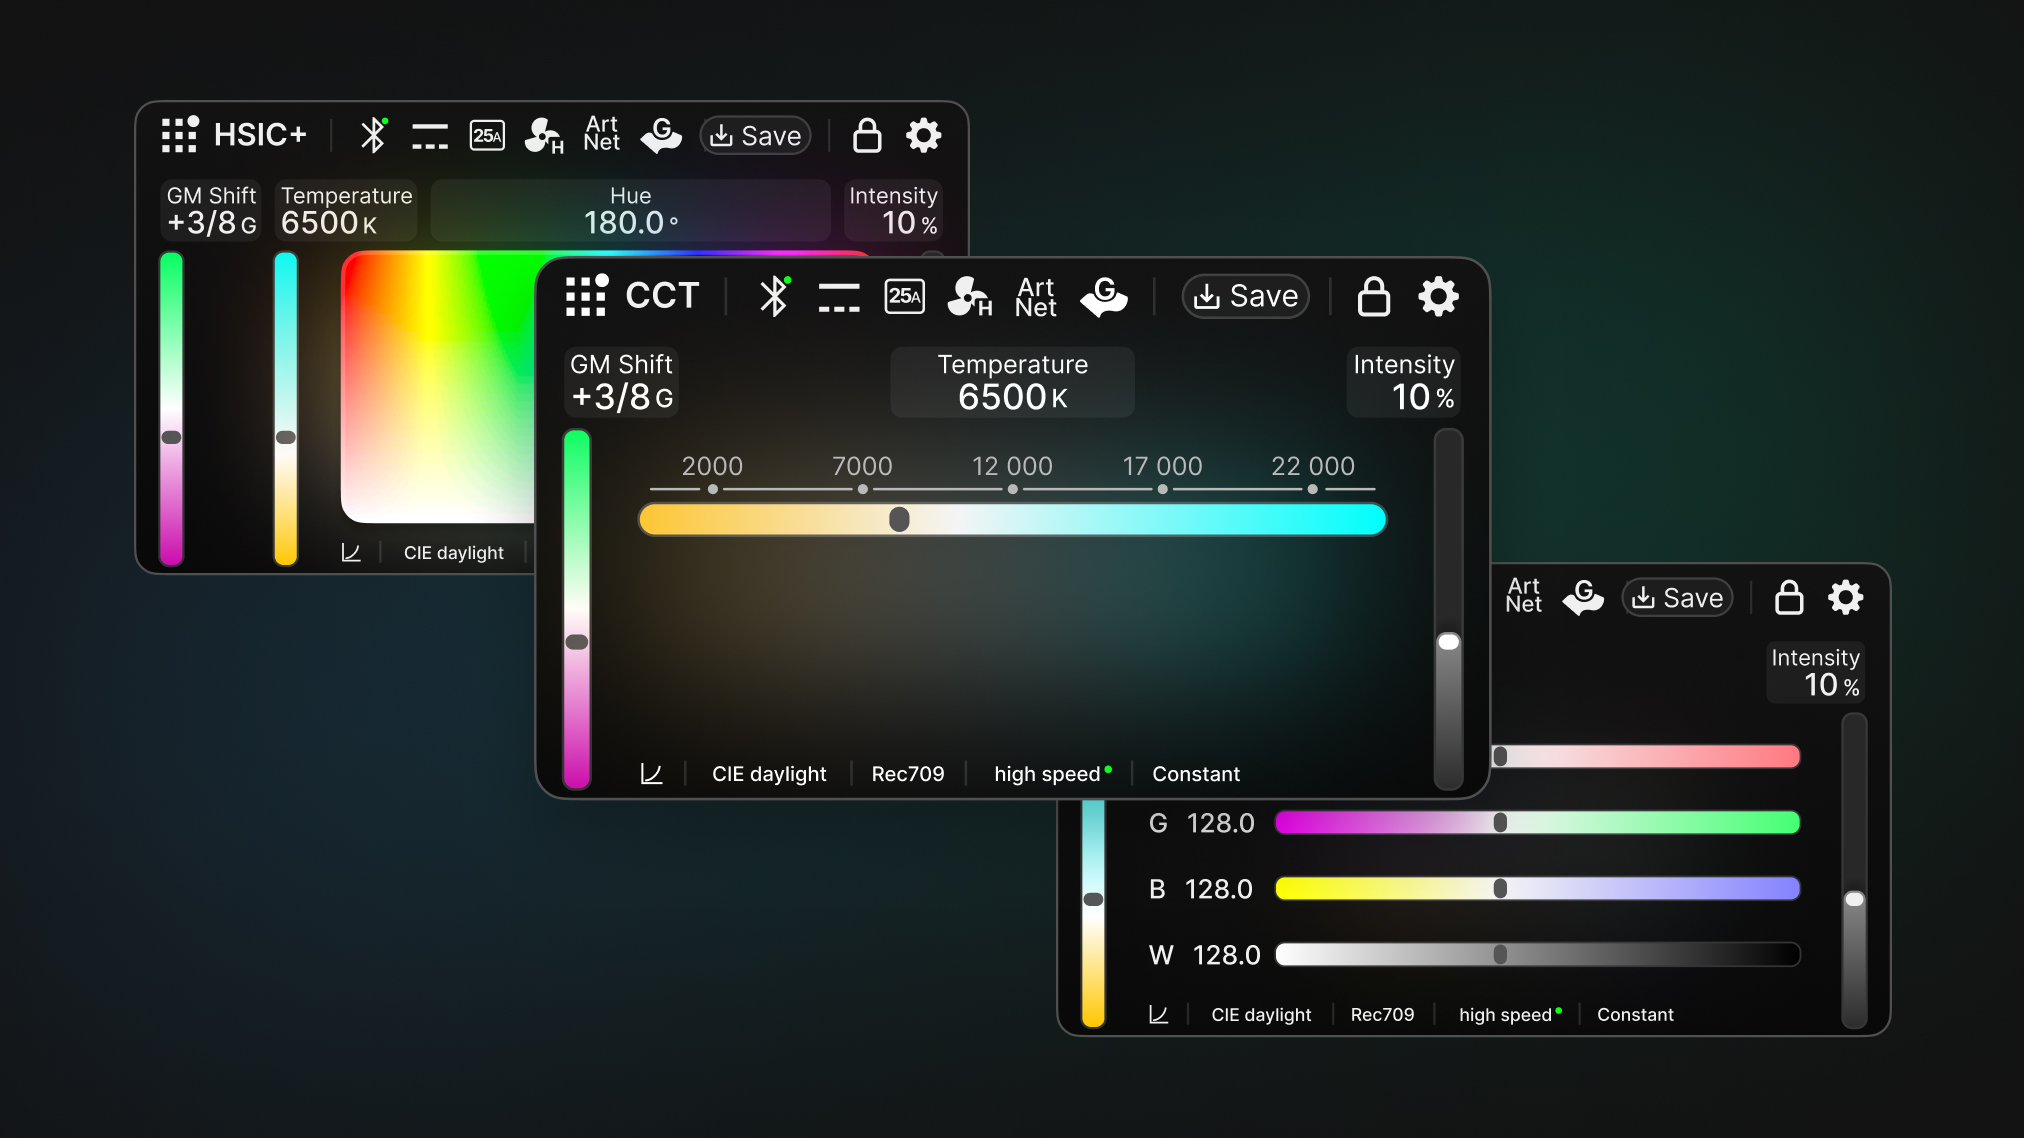 HSIC+
25A
H
Art
Net
G
Save
GM Shift
+3/8 G
Temperature
6500 K
Hue
180.0 °
Intensity
10 %
CIE daylight
CCT
25A
H
Art
Net
G
Save
GM Shift
+3/8 G
Temperature
6500 K
Intensity
10 %
2000 7000 12 000 17 000 22 000
CIE daylight Rec709 high speed Constant
Art
Net
G
Save
Intensity
10 %
G 128.0
B 128.0
W 128.0
CIE daylight Rec709 high speed Constant